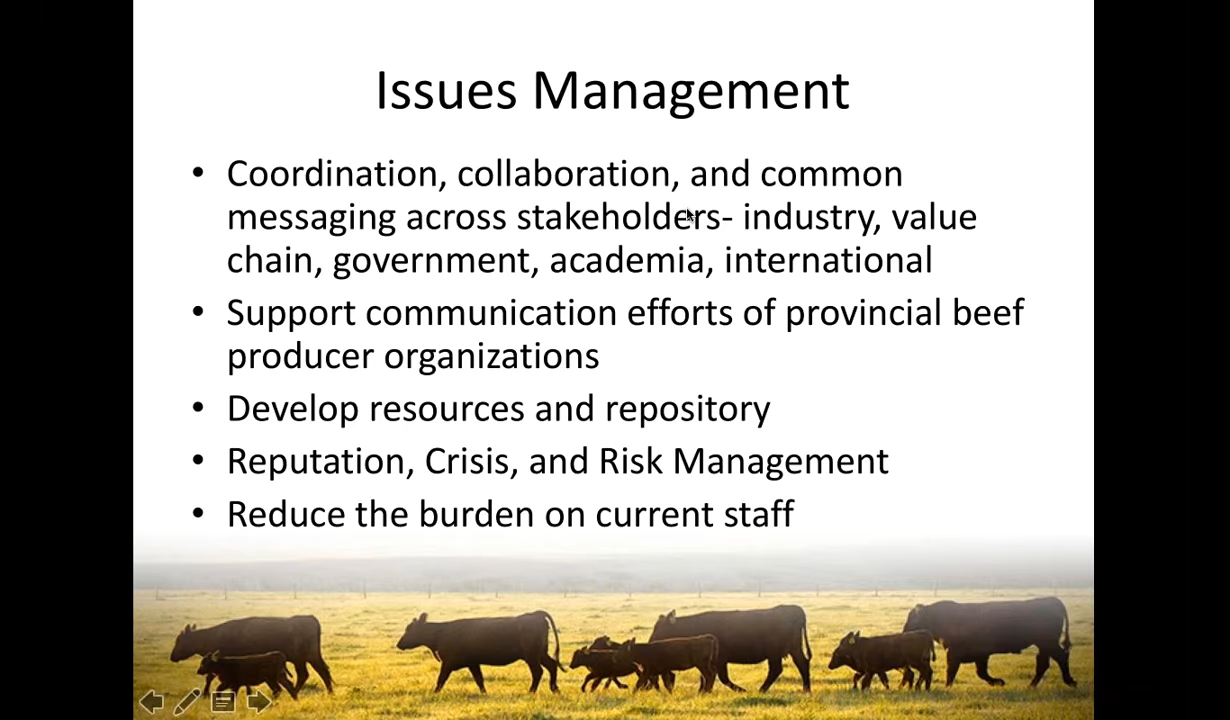 Issues Management
• Coordination, collaboration, and common
messaging across stakeholders- industry, value
chain, government, academia, international
• Support communication efforts of provincial beef
producer organizations
• Develop resources and repository
• Reputation, Crisis, and Risk Management
• Reduce the burden on current staff